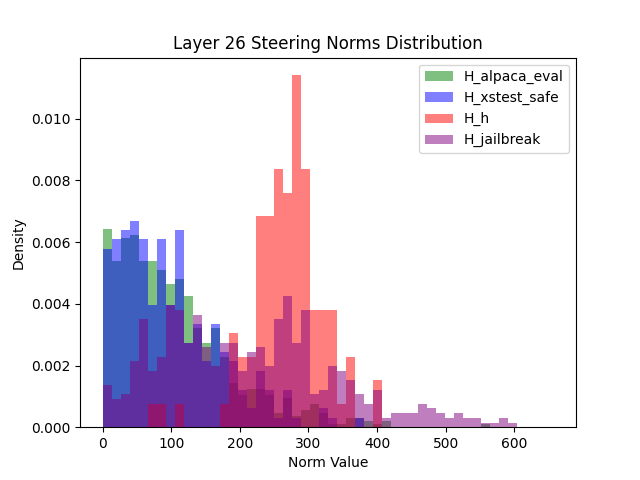 Layer 26 Steering Norms Distribution
H_alpaca_eval
H_xstest_safe
H_h
H_jailbreak
0.010
0.008
0.006
0.004
0.002
0.000
Density
0 100 200 300 400 500 600
Norm Value